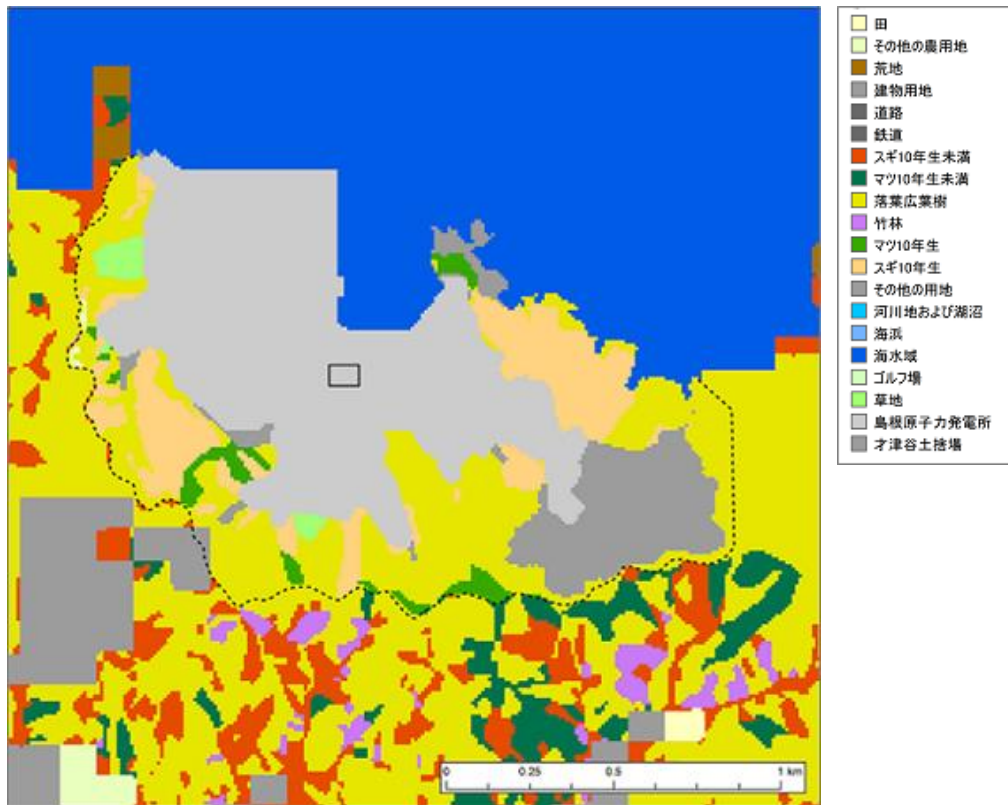 田
その他の農用地
荒地
建物用地
道路
鉄道
スギ10年生未満
マツ10年生未満
落葉広葉樹
竹林
マツ10年生
スギ10年生
その他の用地
河川地および湖沼
海浜
海水域
ゴルフ場
草地
島根原子力発電所
才津谷土捨場
0 0.25 0.5 1 km